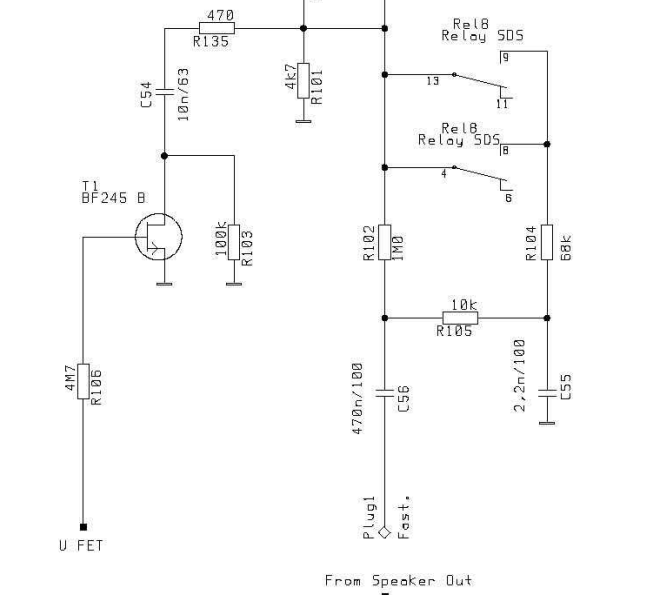 470
R135
C54
10n/63
4k7
R101
Rel8
Relay SDS
9
13
11
Rel8
Relay SDS
8
4
6
T1
BF245 B
100k
R103
R102
1M0
R104
68k
10k
R105
4M7
R106
470n/100
C56
2,2n/100
C55
Plug1
Fast.
U FET
From Speaker Out